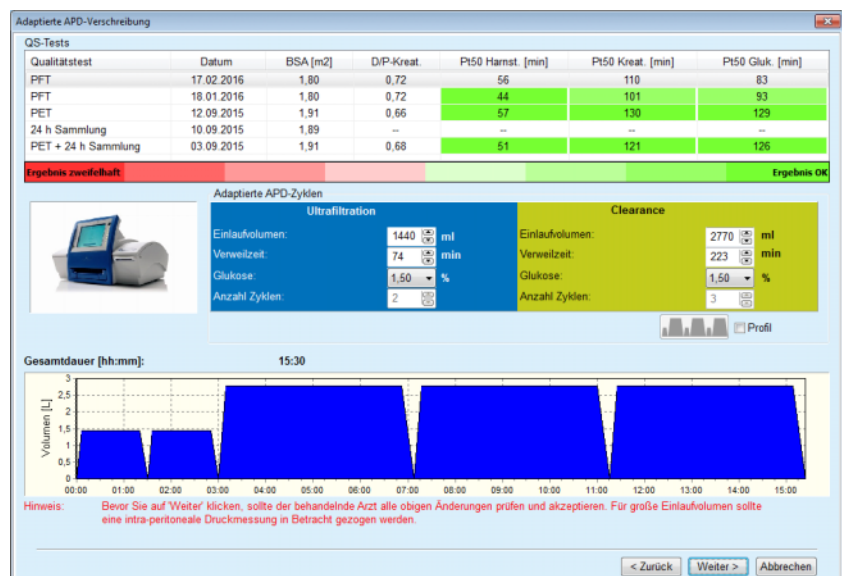 Adaptierte APD-Verschreibung
QS-Tests
Qualitätstest Datum BSA [m2] D/P-Kreat. Pt50 Harnst. [min] Pt50 Kreat. [min] Pt50 Gluk. [min]
PFT 17.02.2016 1,80 0,72 56 110 83
PFT 18.01.2016 1,80 0,72 44 101 93
PET 12.09.2015 1,91 0,66 57 130 129
24 h Sammlung 10.09.2015 1,89 -- -- -- --
PET + 24 h Sammlung 03.09.2015 1,91 0,68 51 121 126
Ergebnis zweifelhaft Ergebnis OK
Adaptierte APD-Zyklen
Ultrafiltration Clearance
Einlaufvolumen: 1440 ml Einlaufvolumen: 2770 ml
Verweilzeit: 74 min Verweilzeit: 223 min
Glukose: 1,50 % Glukose: 1,50 %
Anzahl Zyklen: 2 Anzahl Zyklen: 3
Profil
Gesamtdauer [hh:mm]: 15:30
Volumen [L]
3
2,5
2
1,5
1
0,5
0
00:00 01:00 02:00 03:00 04:00 05:00 06:00 07:00 08:00 09:00 10:00 11:00 12:00 13:00 14:00 15:00
Hinweis: Bevor Sie auf 'Weiter' klicken, sollte der behandelnde Arzt alle obigen Änderungen prüfen und akzeptieren. Für große Einlaufvolumen sollte
eine intra-peritoneale Druckmessung in Betracht gezogen werden.
< Zurück Weiter > Abbrechen